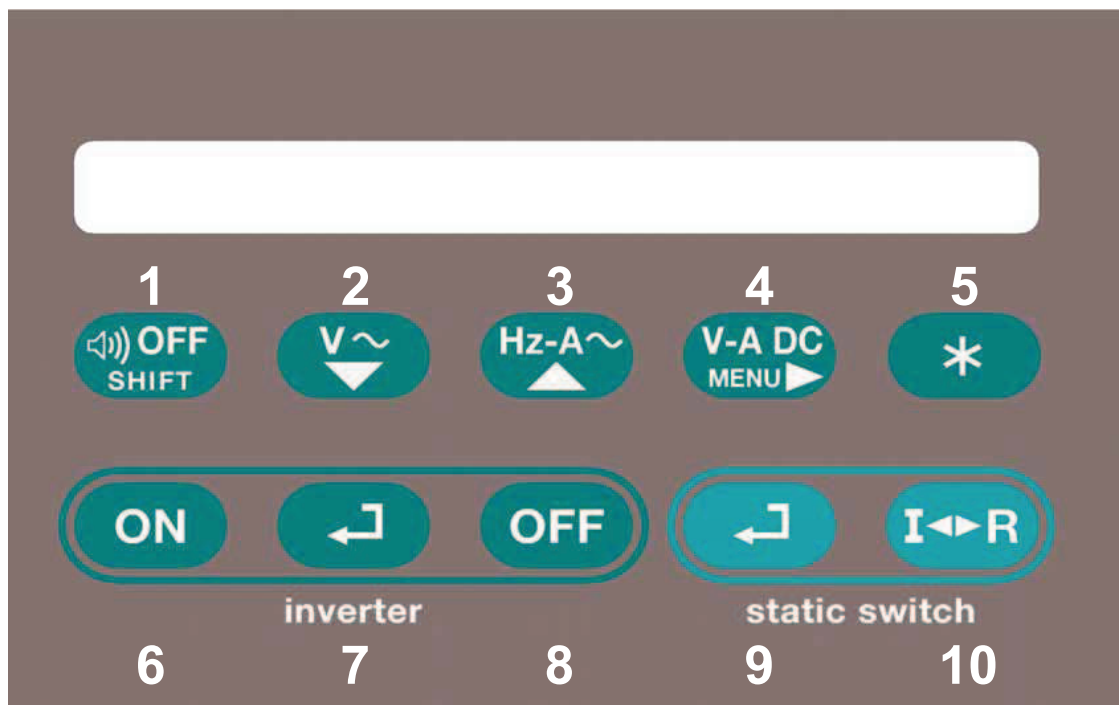 1 2 3 4 5
OFF V~ Hz-A~ V-A DC *
SHIFT MENU
ON OFF I◄►R
inverter static switch
6 7 8 9 10